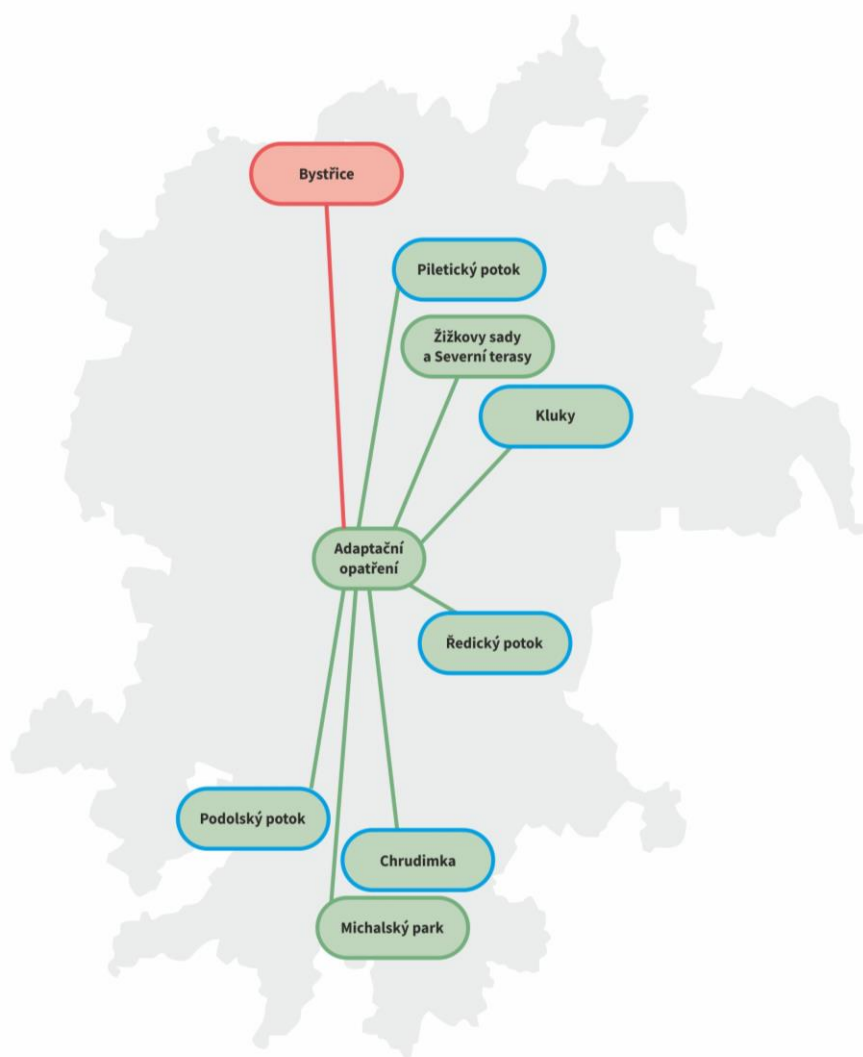 Bystřice
Piletický potok
Žižkovy sady
a Severní terasy
Kluky
Adaptační
opatření
Ředický potok
Podolský potok
Chrudimka
Michalský park